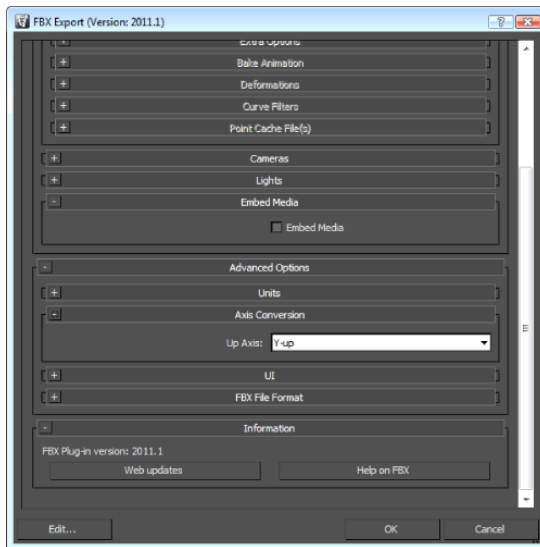 FBX Export (Version: 2011.1)
Extra Options
Bake Animation
Deformations
Curve Filters
Point Cache File(s)
Cameras
Lights
Embed Media
Embed Media
Advanced Options
Units
Axis Conversion
Up Axis: Y-up
UI
FBX File Format
Information
FBX Plug-in version: 2011.1
Web updates Help on FBX
Edit... OK Cancel